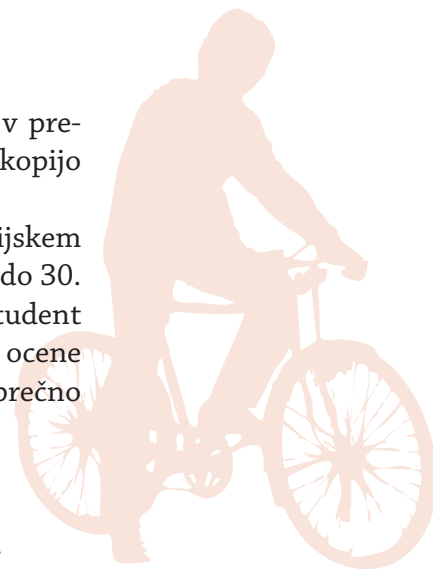 v pre-
kopijo
ijskem
do 30.
tudent
ocene
prečno